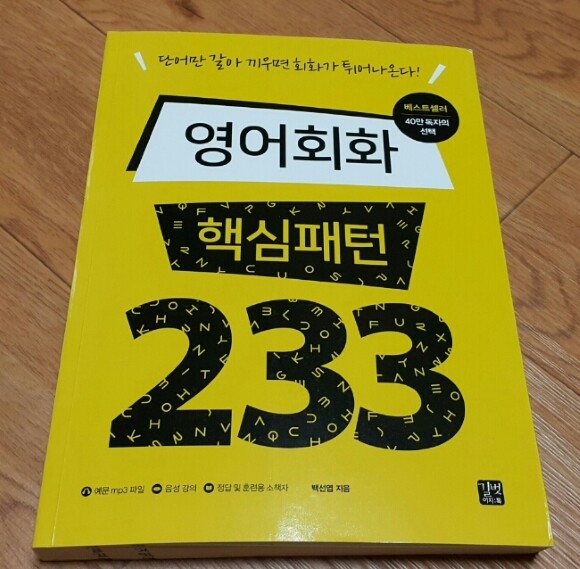 단어만 갈아 끼우면 회화가 튀어나온다!
베스트셀러
40만 독자의
선택
영어회화
핵심패턴
233
예문 mp3 파일 음성 강의 정답 및 훈련용 소책자 백선엽 지음
길벗
이지:톡